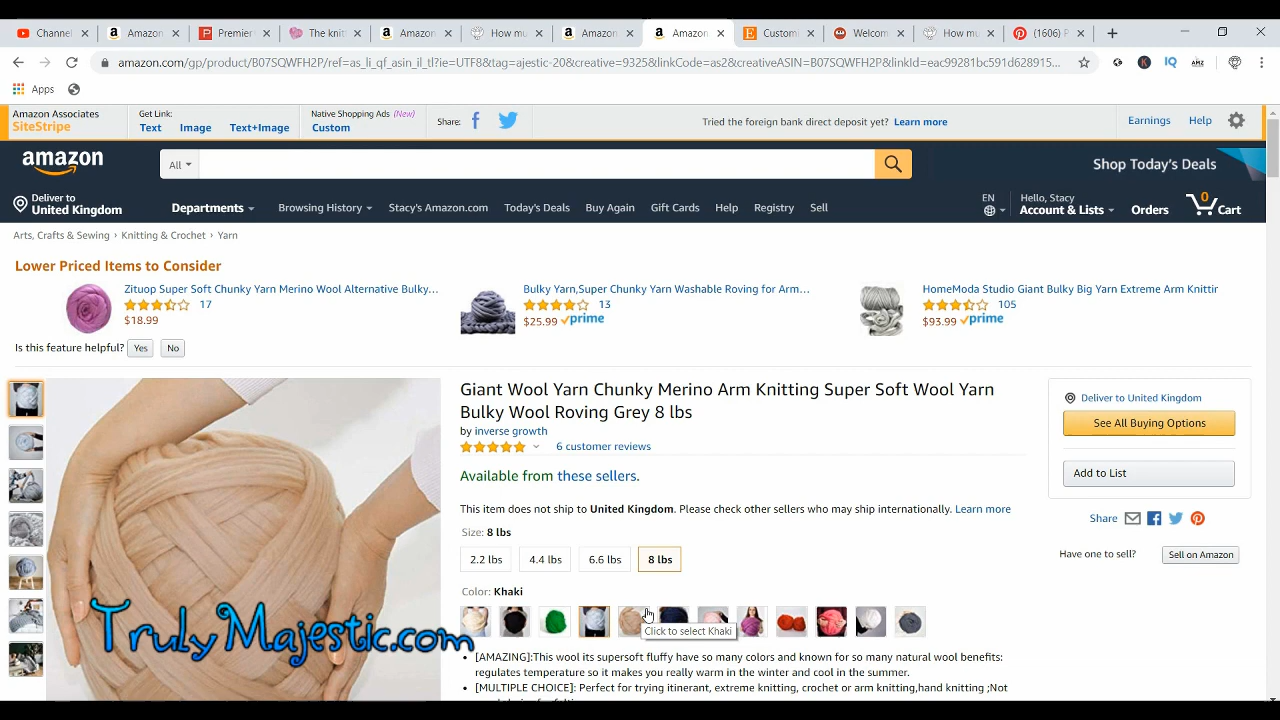 Channel
Amazon
Premier
The knit
Amazon
How mu
Amazon
Amazon
Custom
Welcom
How mu
(1606) P
amazon.com/gp/product/B07SQWFH2P/ref=as_li_qf_asin_il_tl?ie=UTF8&tag=ajestic-20&creative=9325&linkCode=as2&creativeASIN=B07SQWFH2P&linkId=eac99281bc591d628915...
Apps
Amazon Associates
SiteStripe
Get Link:
Text Image Text+Image
Native Shopping Ads (New)
Custom
Share:
Tried the foreign bank direct deposit yet? Learn more
Earnings Help
amazon
All
Shop Today's Deals
Deliver to
United Kingdom
Departments Browsing History Stacy's Amazon.com Today's Deals Buy Again Gift Cards Help Registry Sell
EN
Hello, Stacy
Account & Lists
Orders
0
Cart
Arts, Crafts & Sewing › Knitting & Crochet › Yarn
Lower Priced Items to Consider
Zituop Super Soft Chunky Yarn Merino Wool Alternative Bulky...
17
$18.99
Bulky Yarn,Super Chunky Yarn Washable Roving for Arm...
13
$25.99 prime
HomeModa Studio Giant Bulky Big Yarn Extreme Arm Knittir
105
$93.99 prime
Is this feature helpful? Yes No
Giant Wool Yarn Chunky Merino Arm Knitting Super Soft Wool Yarn
Bulky Wool Roving Grey 8 lbs
by inverse growth
6 customer reviews
Available from these sellers.
This item does not ship to United Kingdom. Please check other sellers who may ship internationally. Learn more
Size: 8 lbs
2.2 lbs 4.4 lbs 6.6 lbs 8 lbs
Color: Khaki
Click to select Khaki
• [AMAZING]:This wool its supersoft fluffy have so many colors and known for so many natural wool benefits:
regulates temperature so it makes you really warm in the winter and cool in the summer.
• [MULTIPLE CHOICE]: Perfect for trying itinerant, extreme knitting, crochet or arm knitting ,hand knitting ;Not
Deliver to United Kingdom
See All Buying Options
Add to List
Share
Have one to sell? Sell on Amazon
TrulyMajestic.com